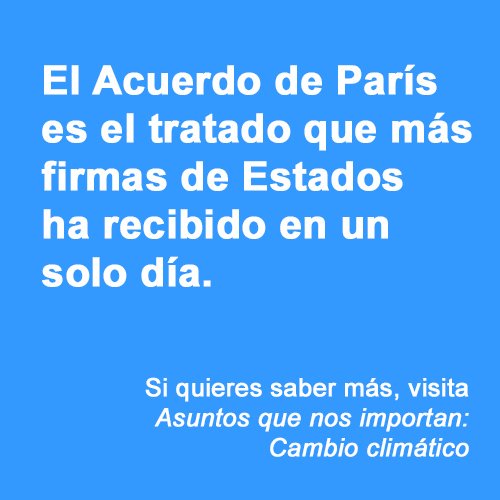 El Acuerdo de París
es el tratado que más
firmas de Estados
ha recibido en un
solo día.
Si quieres saber más, visita
Asuntos que nos importan:
Cambio climático